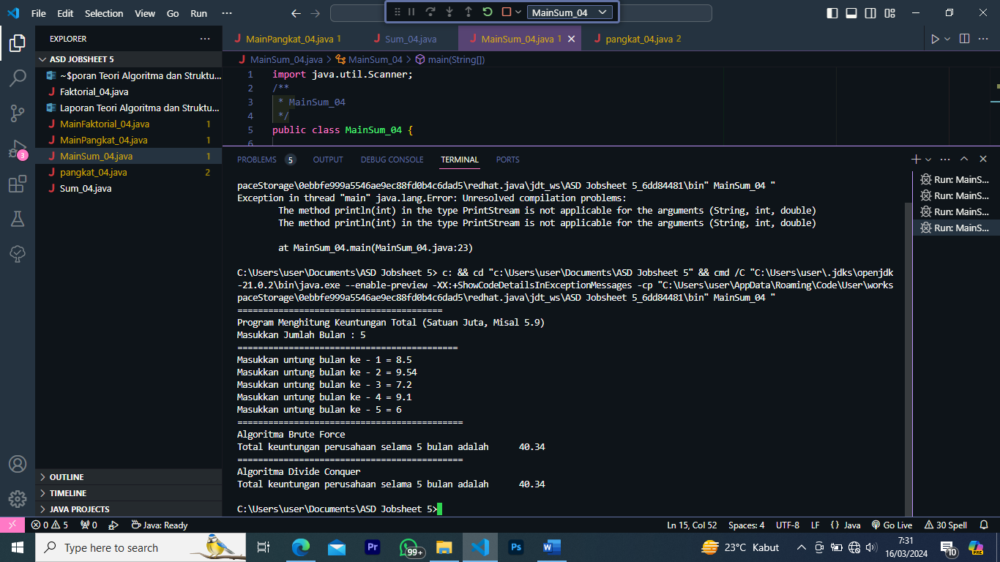 File Edit Selection View Go Run ···
MainSum_04
EXPLORER ···
ASD JOBSHEET 5
~$poran Teori Algoritma dan Struktu...
Faktorial_04.java
Laporan Teori Algoritma dan Struktu...
MainFaktorial_04.java 1
MainPangkat_04.java 1
MainSum_04.java 1
pangkat_04.java 2
Sum_04.java
OUTLINE
TIMELINE
JAVA PROJECTS
3
MainPangkat_04.java 1 Sum_04.java MainSum_04.java 1 pangkat_04.java 2
MainSum_04.java > MainSum_04 > main(String[])
1 import java.util.Scanner;
2 /**
3 * MainSum_04
4 */
5 public class MainSum_04 {
6
PROBLEMS 5 OUTPUT DEBUG CONSOLE TERMINAL PORTS
paceStorage\0ebbfe999a5546ae9ec88fd0b4c6dad5\redhat.java\jdt_ws\ASD Jobsheet 5_6dd84481\bin" MainSum_04 "
Exception in thread "main" java.lang.Error: Unresolved compilation problems:
The method println(int) in the type PrintStream is not applicable for the arguments (String, int, double)
The method println(int) in the type PrintStream is not applicable for the arguments (String, int, double)
at MainSum_04.main(MainSum_04.java:23)
C:\Users\user\Documents\ASD Jobsheet 5> c: && cd "c:\Users\user\Documents\ASD Jobsheet 5" && cmd /C "C:\Users\user\.jdks\openjdk
-21.0.2\bin\java.exe --enable-preview -XX:+ShowCodeDetailsInExceptionMessages -cp "C:\Users\user\AppData\Roaming\Code\User\works
paceStorage\0ebbfe999a5546ae9ec88fd0b4c6dad5\redhat.java\jdt_ws\ASD Jobsheet 5_6dd84481\bin" MainSum_04 "
========================================
Program Menghitung Keuntungan Total (Satuan Juta, Misal 5.9)
Masukkan Jumlah Bulan : 5
===========================================
Masukkan untung bulan ke - 1 = 8.5
Masukkan untung bulan ke - 2 = 9.54
Masukkan untung bulan ke - 3 = 7.2
Masukkan untung bulan ke - 4 = 9.1
Masukkan untung bulan ke - 5 = 6
============================================
Algoritma Brute Force
Total keuntungan perusahaan selama 5 bulan adalah 40.34
============================================
Algoritma Divide Conquer
Total keuntungan perusahaan selama 5 bulan adalah 40.34
C:\Users\user\Documents\ASD Jobsheet 5>
Run: MainS...
Run: MainS...
Run: MainS...
Run: MainS...
0 5 0 Java: Ready Ln 15, Col 52 Spaces: 4 UTF-8 LF {} Java Go Live 30 Spell
Type here to search
Pr
99+
Ps
W
23°C Kabut
7:31
16/03/2024
10
PRE